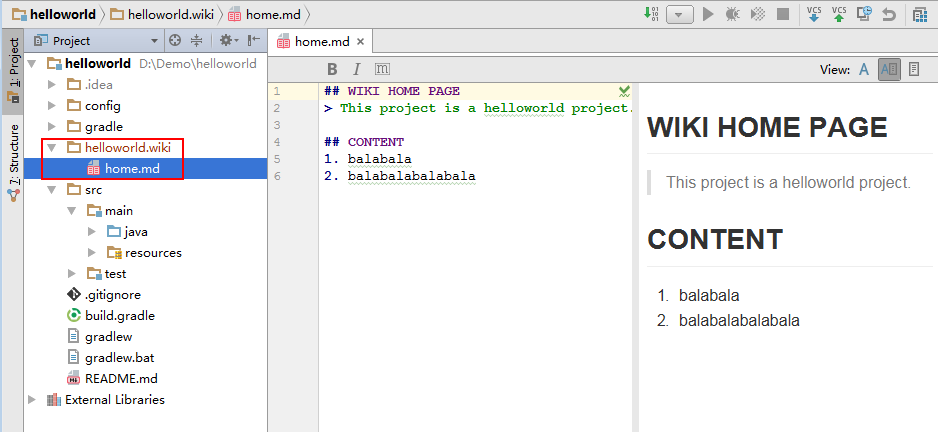 helloworld helloworld.wiki home.md VCS VCS
Project home.md
1: Project
7: Structure
helloworld D:\Demo\helloworld
.idea
config
gradle
helloworld.wiki
home.md
src
main
java
resources
test
.gitignore
build.gradle
gradlew
gradlew.bat
README.md
External Libraries
B I m View: A A
1 ## WIKI HOME PAGE
2 > This project is a helloworld project.
3
4 ## CONTENT
5 1. balabala
6 2. balabalabalabala
WIKI HOME PAGE
This project is a helloworld project.
CONTENT
1. balabala
2. balabalabalabala